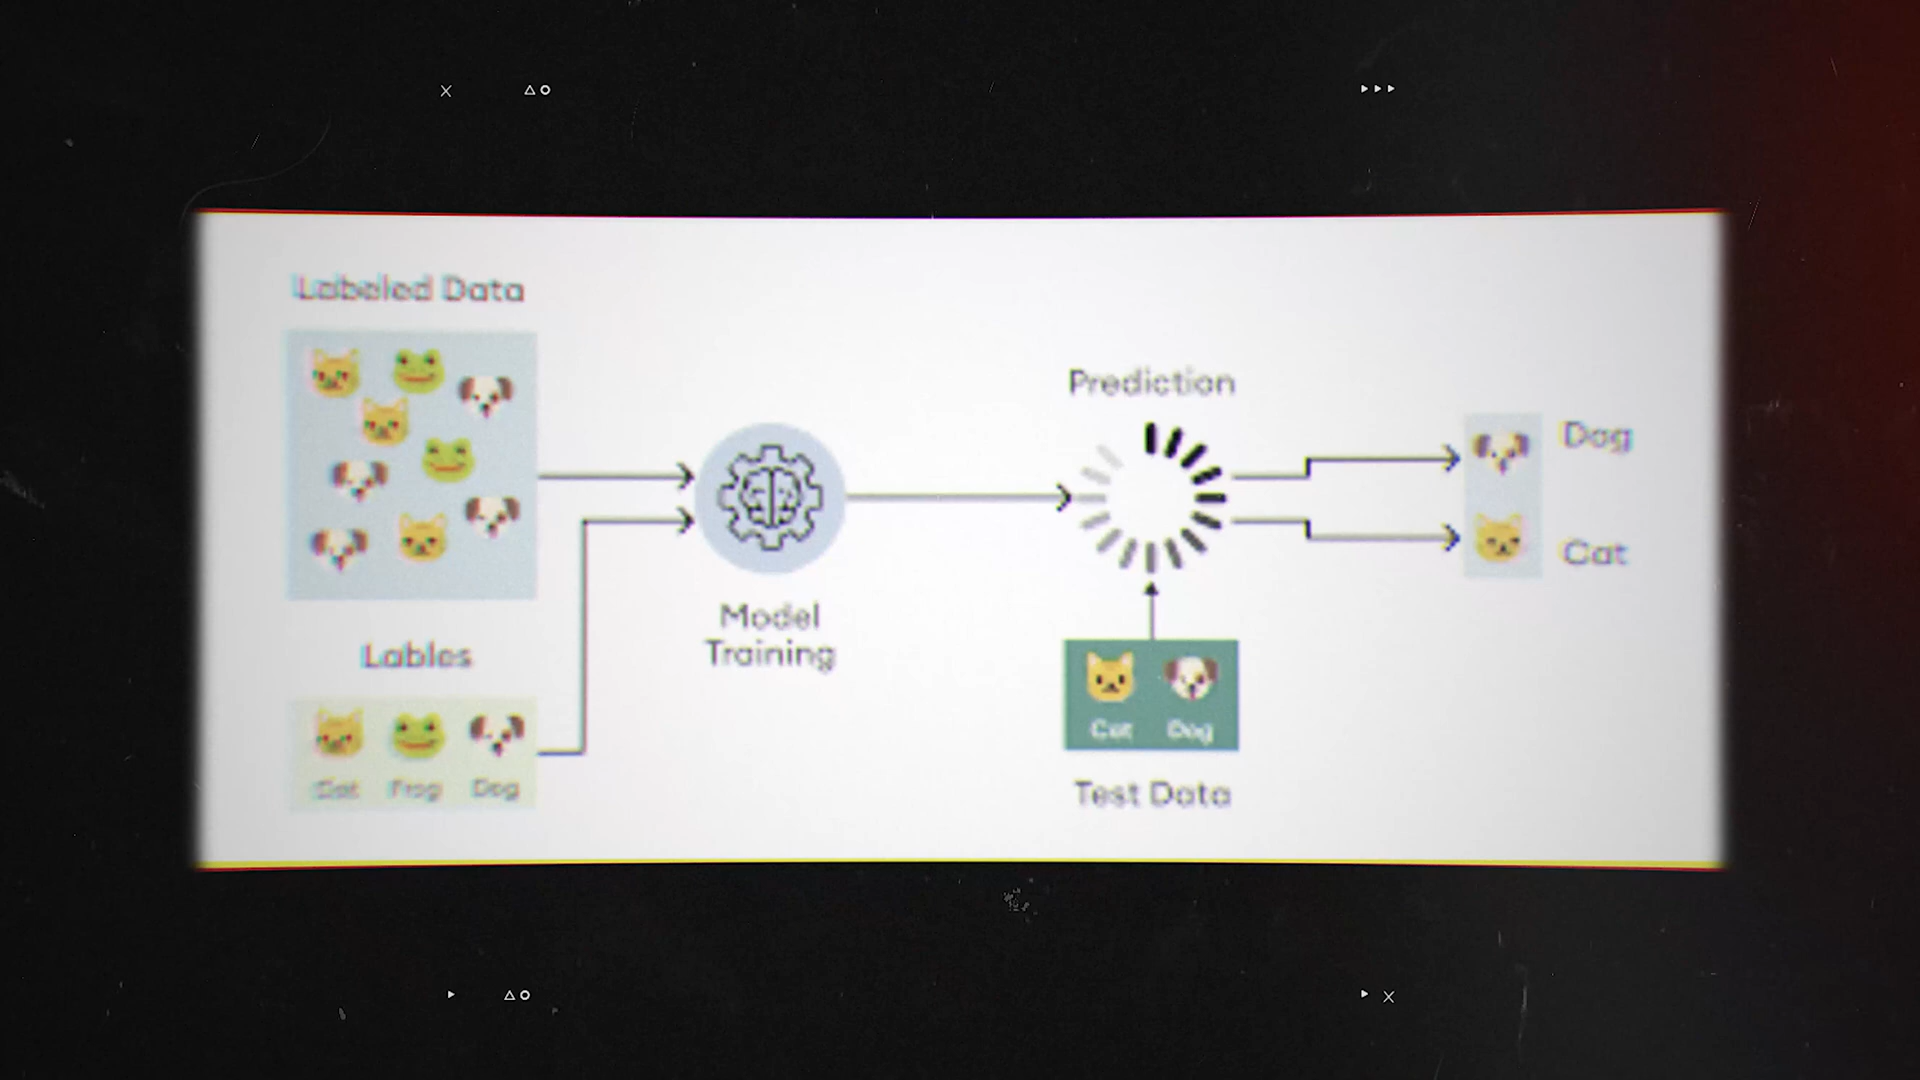 Labeled Data
Lables
Cat Frog Dog
Model
Training
Prediction
Cat Dog
Test Data
Dog
Cat